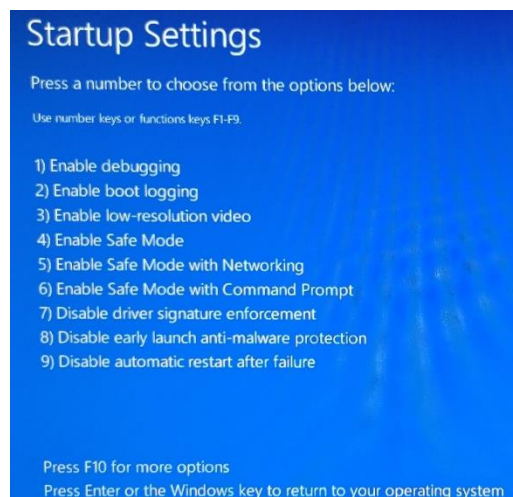 Startup Settings
Press a number to choose from the options below:
Use number keys or functions keys F1-F9.
1) Enable debugging
2) Enable boot logging
3) Enable low-resolution video
4) Enable Safe Mode
5) Enable Safe Mode with Networking
6) Enable Safe Mode with Command Prompt
7) Disable driver signature enforcement
8) Disable early launch anti-malware protection
9) Disable automatic restart after failure
Press F10 for more options
Press Enter or the Windows key to return to your operating system